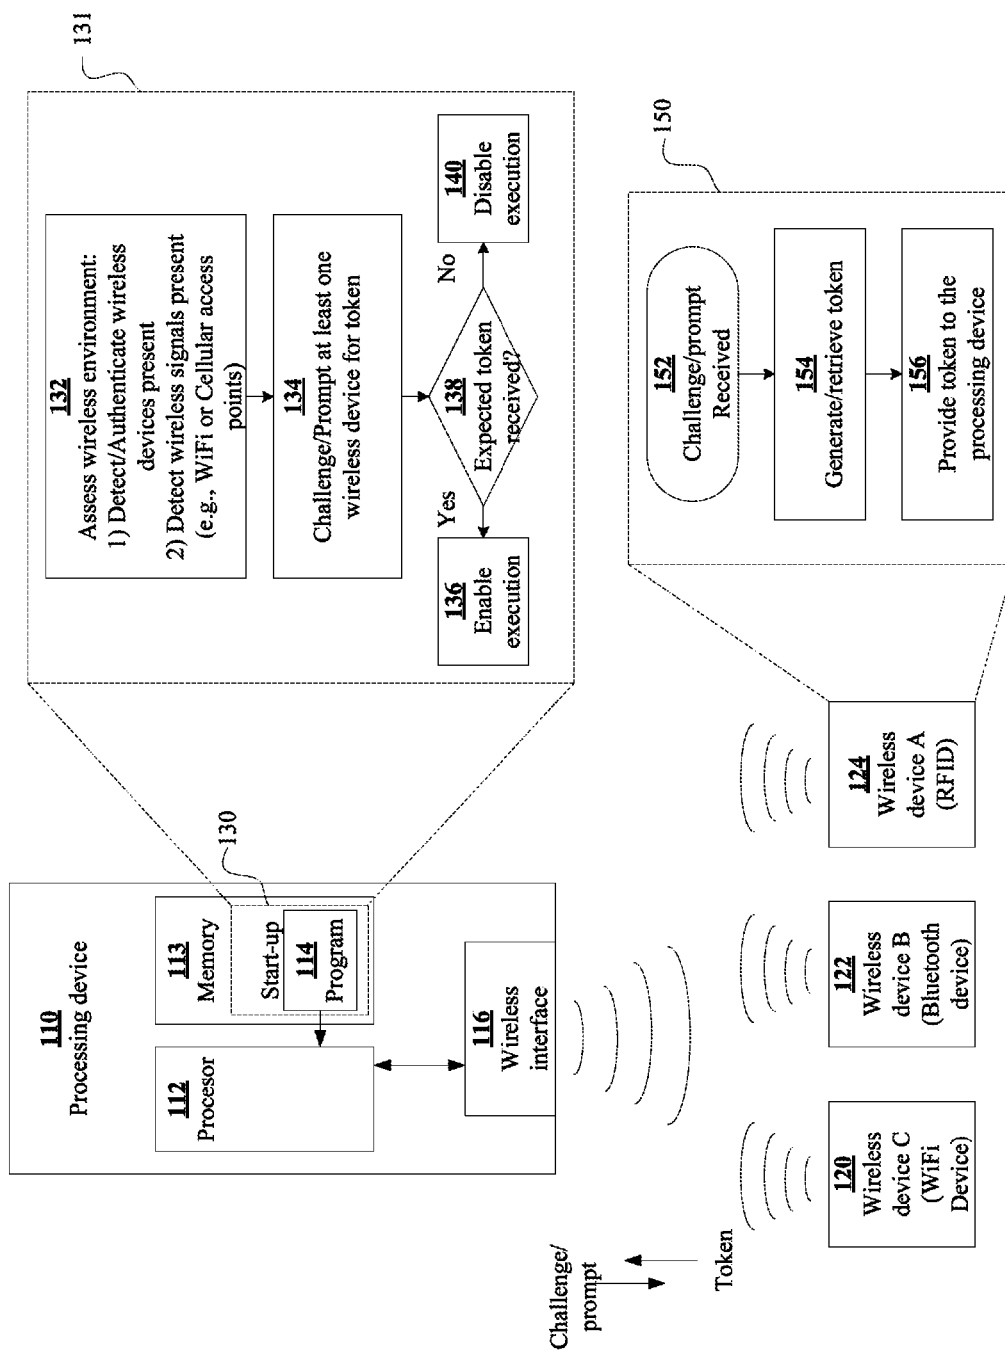 110
Processing device
112
Procesor
113
Memory
Start-up
114
Program
130
116
Wireless
interface
Challenge/
prompt
Token
120
Wireless
device C
(WiFi
Device)
122
Wireless
device B
(Bluetooth
device)
124
Wireless
device A
(RFID)
131
132
Assess wireless environment:
1) Detect/Authenticate wireless
devices present
2) Detect wireless signals present
(e.g., WiFi or Cellular access
points)
134
Challenge/Prompt at least one
wireless device for token
138
Expected token
received?
Yes
No
136
Enable
execution
140
Disable
execution
150
152
Challenge/prompt
Received
154
Generate/retrieve token
156
Provide token to the
processing device